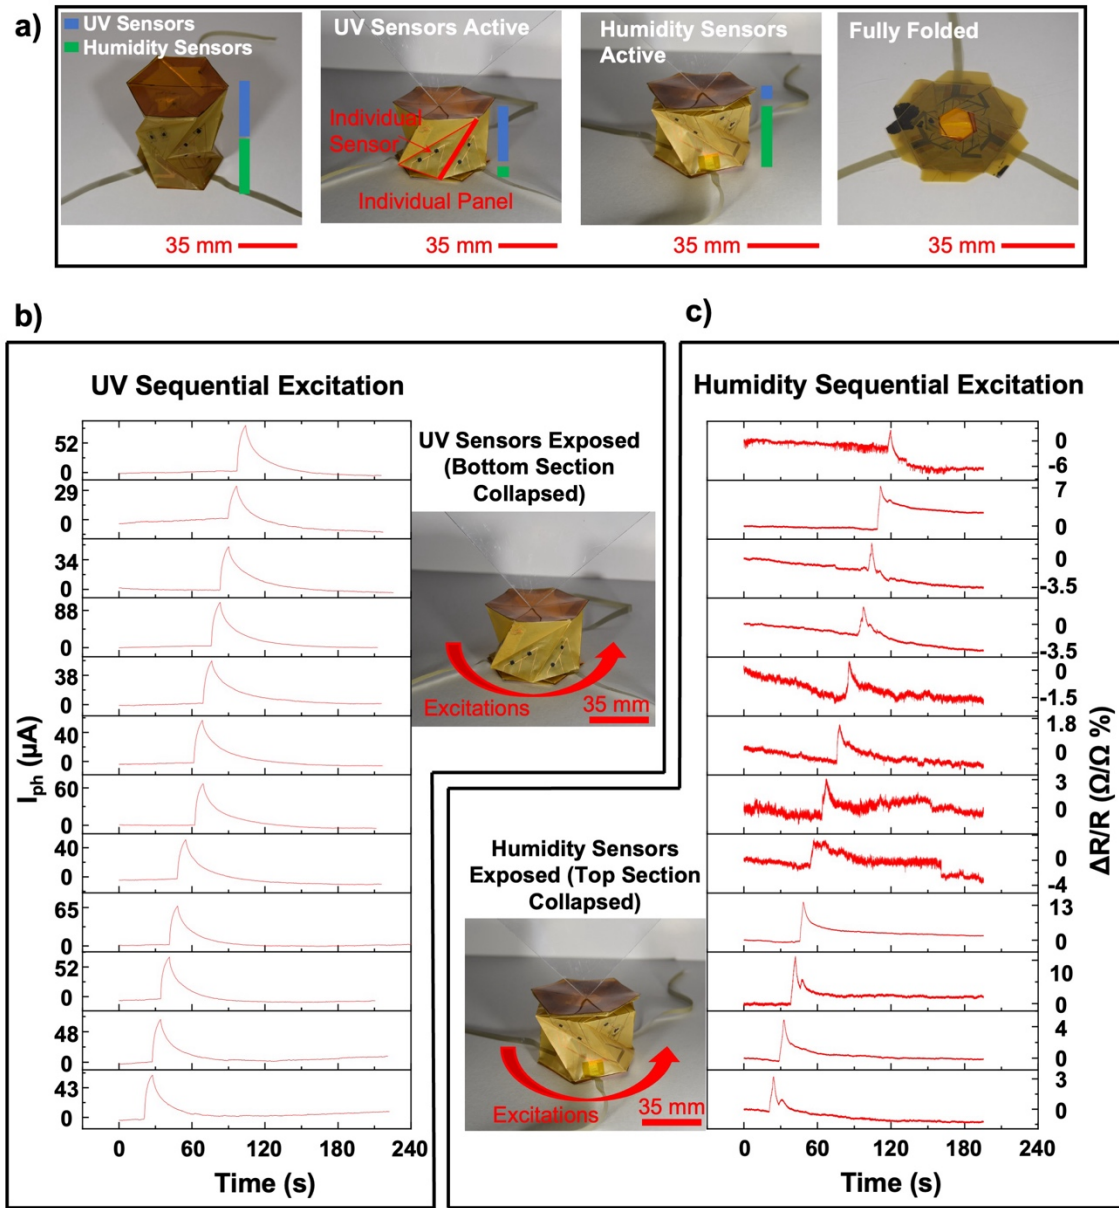 a)
UV Sensors
Humidity Sensors
35 mm
UV Sensors Active
Individual
Sensor
Individual Panel
35 mm
Humidity Sensors
Active
35 mm
Fully Folded
35 mm
b)
UV Sequential Excitation
I_ph (µA)
52
0
29
0
34
0
88
0
38
0
40
0
60
0
40
0
65
0
52
0
48
0
43
0
0 60 120 180 240
Time (s)
UV Sensors Exposed
(Bottom Section
Collapsed)
Excitations
35 mm
c)
Humidity Sequential Excitation
0
-6
7
0
0
-3.5
0
-3.5
0
-1.5
1.8
0
3
0
0
-4
13
0
10
0
4
0
3
0
ΔR/R (Ω/Ω %)
0 60 120 180 240
Time (s)
Humidity Sensors
Exposed (Top Section
Collapsed)
Excitations
35 mm